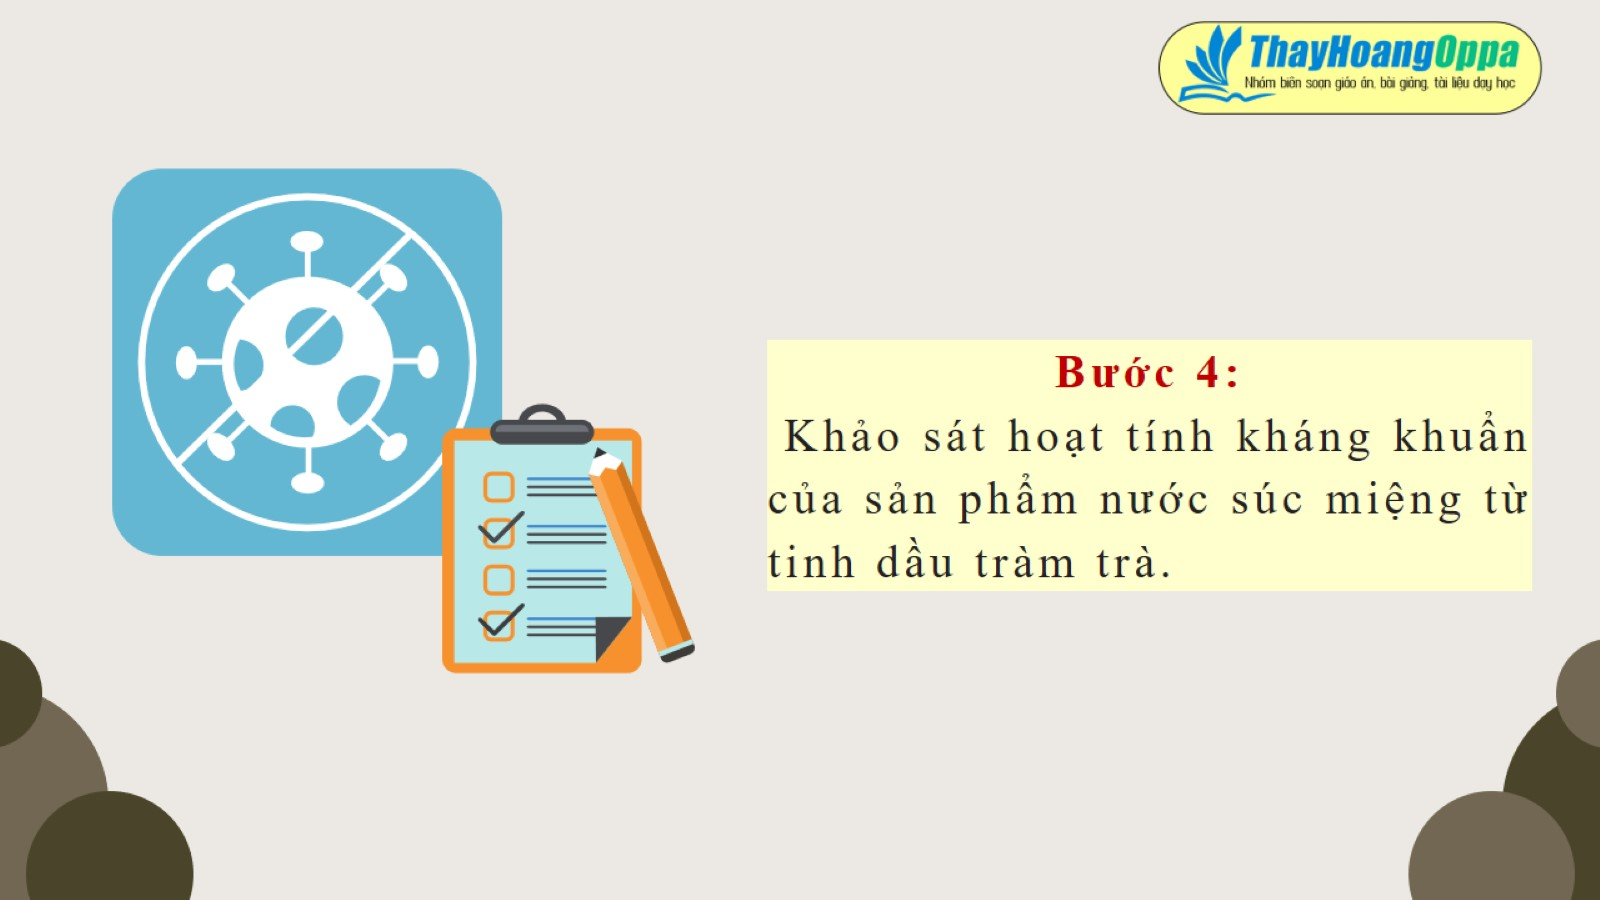 ThayHoangOppa
Nhóm biên soạn giáo án, bài giảng, tài liệu dạy học
Bước 4:
Khảo sát hoạt tính kháng khuẩn
của sản phẩm nước súc miệng từ
tinh dầu tràm trà.